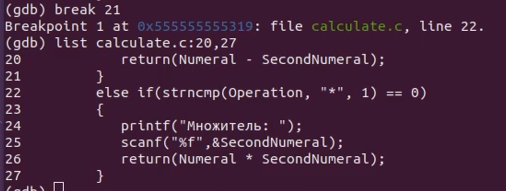 (gdb) break 21
Breakpoint 1 at 0x555555555319: file calculate.c, line 22.
(gdb) list calculate.c:20,27
20 return(Numeral - SecondNumeral);
21 }
22 else if(strncmp(Operation, "*", 1) == 0)
23 {
24 printf("Множитель: ");
25 scanf("%f",&SecondNumeral);
26 return(Numeral * SecondNumeral);
27 }
(gdb)